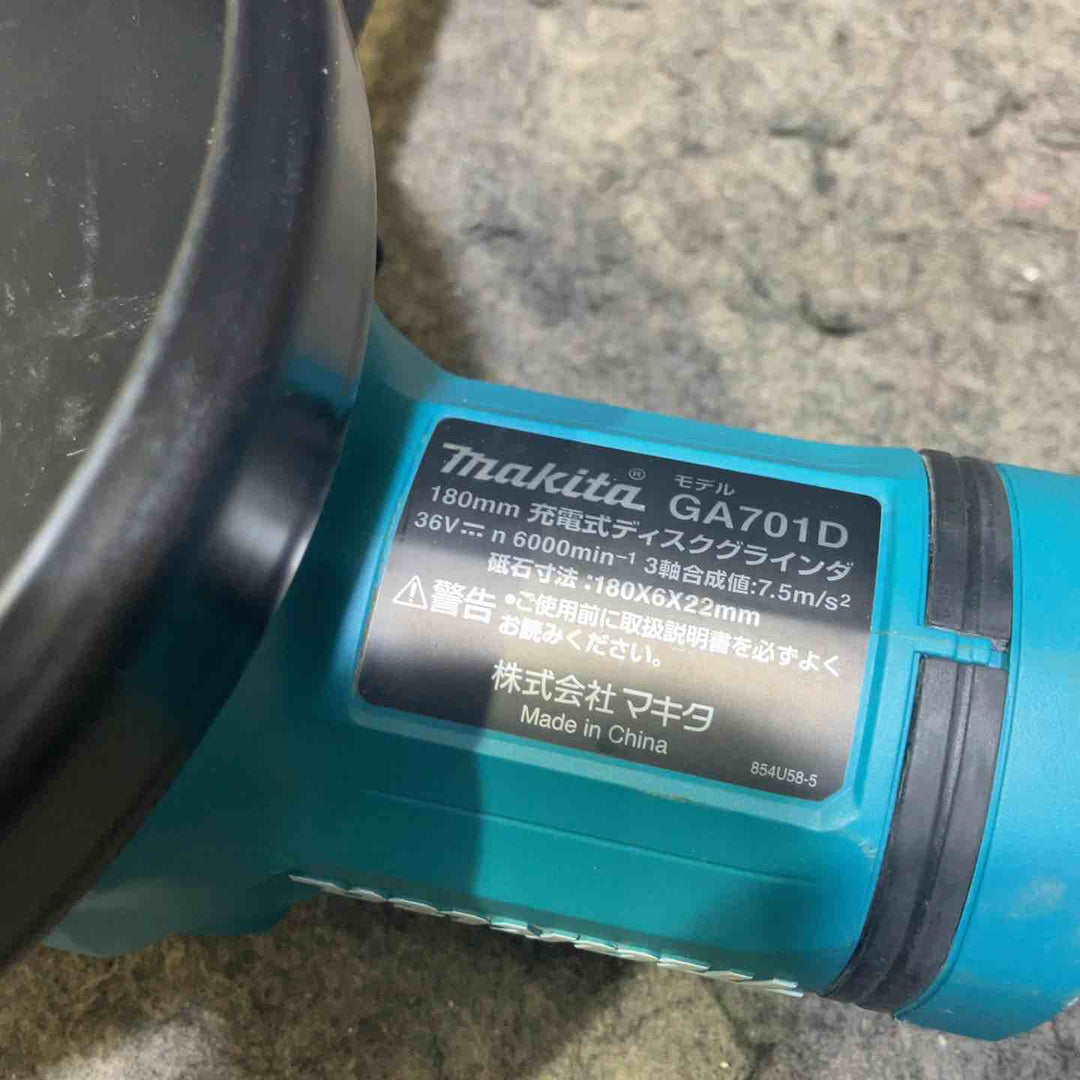 makita® モデル GA701D
180mm 充電式ディスクグラインダ
36V⎓ n 6000min⁻¹ 3軸合成値:7.5m/s²
砥石寸法:180X6X22mm
⚠警告 •ご使用前に取扱説明書を必ずよく
お読みください。
株式会社 マキタ
Made in China
854U58-5